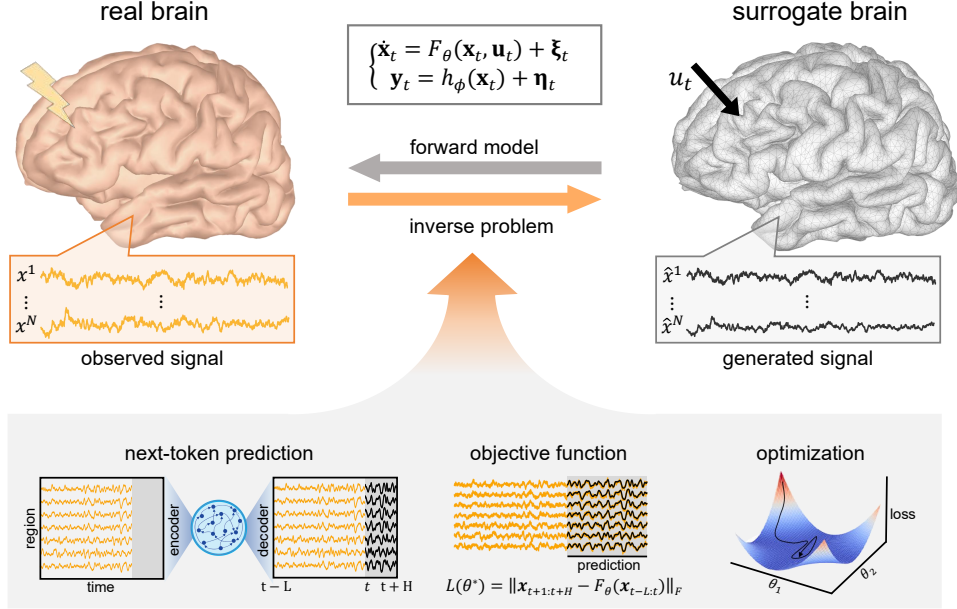 real brain
surrogate brain
ẋ_t = F_θ(x_t, u_t) + ξ_t
y_t = h_ϕ(x_t) + η_t
u_t
forward model
inverse problem
x^1
⋮
⋮
x^N
observed signal
x̂^1
⋮
⋮
x̂^N
generated signal
next-token prediction
objective function
optimization
region
encoder
decoder
time
t – L
t
t + H
prediction
L(θ*) = ‖x_{t+1:t+H} − F_θ(x_{t−L:t})‖_F
loss
θ_1
θ_2